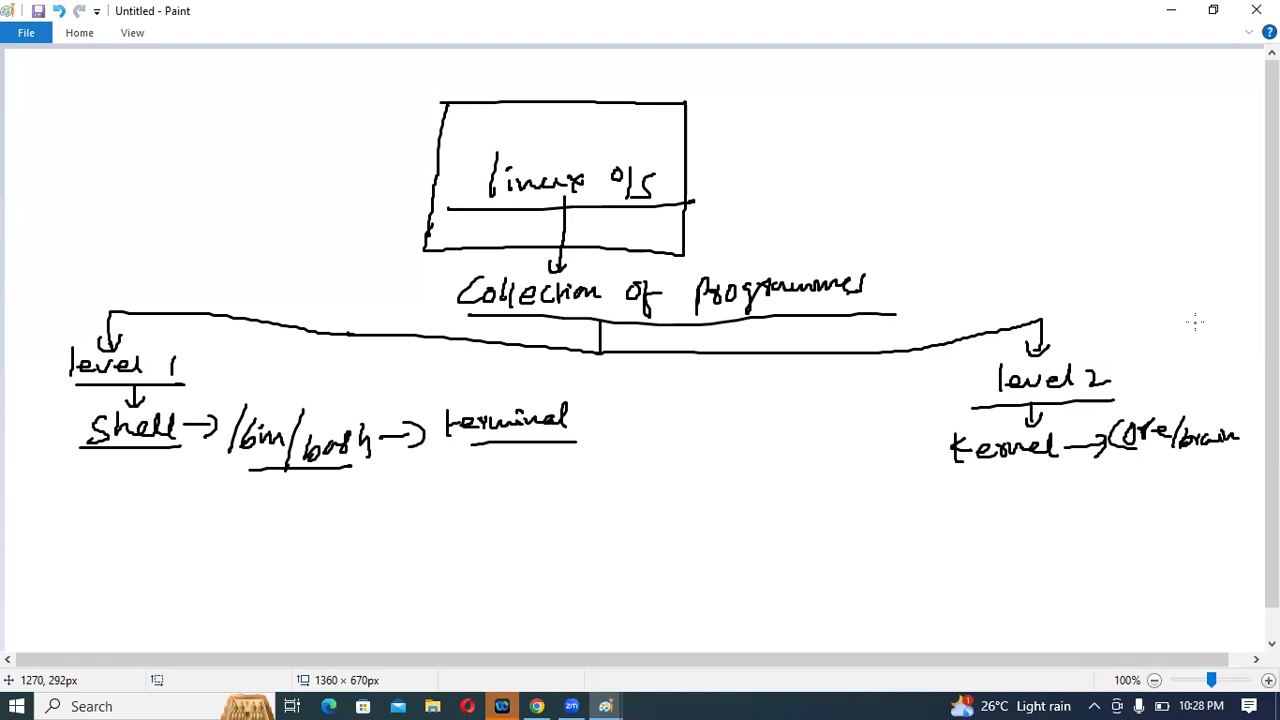 Untitled - Paint
File Home View
linux O/S
Collection of Programmes
level 1
level 2
Shell → /bin/bash → terminal
Kernel → Core/brain
1270, 292px
1360 × 670px
100%
Search
1
26°C Light rain
10:28 PM